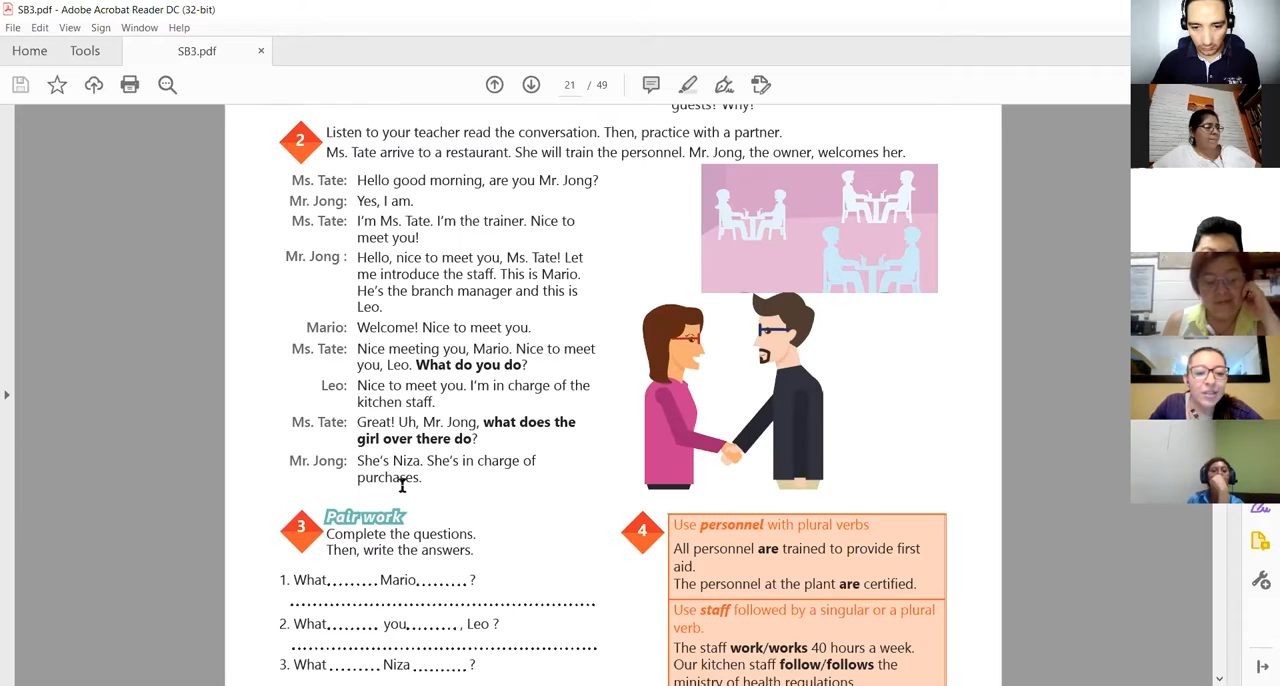 SB3.pdf - Adobe Acrobat Reader DC (32-bit)
File Edit View Sign Window Help
Home Tools SB3.pdf ×
21 / 49
guests? Why?
2 Listen to your teacher read the conversation. Then, practice with a partner.
Ms. Tate arrive to a restaurant. She will train the personnel. Mr. Jong, the owner, welcomes her.
Ms. Tate: Hello good morning, are you Mr. Jong?
Mr. Jong: Yes, I am.
Ms. Tate: I'm Ms. Tate. I'm the trainer. Nice to
meet you!
Mr. Jong : Hello, nice to meet you, Ms. Tate! Let
me introduce the staff. This is Mario.
He's the branch manager and this is
Leo.
Mario: Welcome! Nice to meet you.
Ms. Tate: Nice meeting you, Mario. Nice to meet
you, Leo. What do you do?
Leo: Nice to meet you. I'm in charge of the
kitchen staff.
Ms. Tate: Great! Uh, Mr. Jong, what does the
girl over there do?
Mr. Jong: She's Niza. She's in charge of
purchases.
3 Pair work
Complete the questions.
Then, write the answers.
1. What......... Mario......... ?
2. What......... you........., Leo ?
3. What ......... Niza ......... ?
4 Use personnel with plural verbs
All personnel are trained to provide first
aid.
The personnel at the plant are certified.
Use staff followed by a singular or a plural
verb.
The staff work/works 40 hours a week.
Our kitchen staff follow/follows the
ministry of health regulations